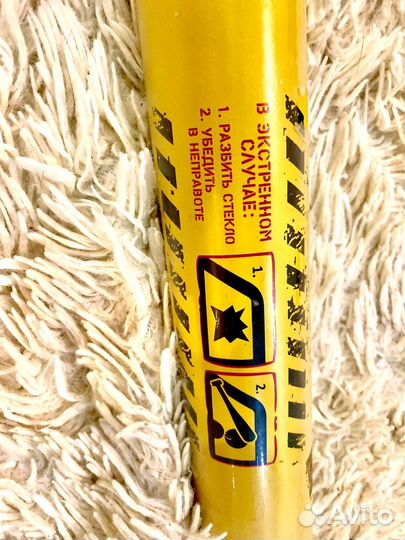 В ЭКСТРЕННОМ
СЛУЧАЕ:
1. РАЗБИТЬ СТЕКЛО
2. УБЕДИТЬ
В НЕПРАВОТЕ
1.
2.
Avito